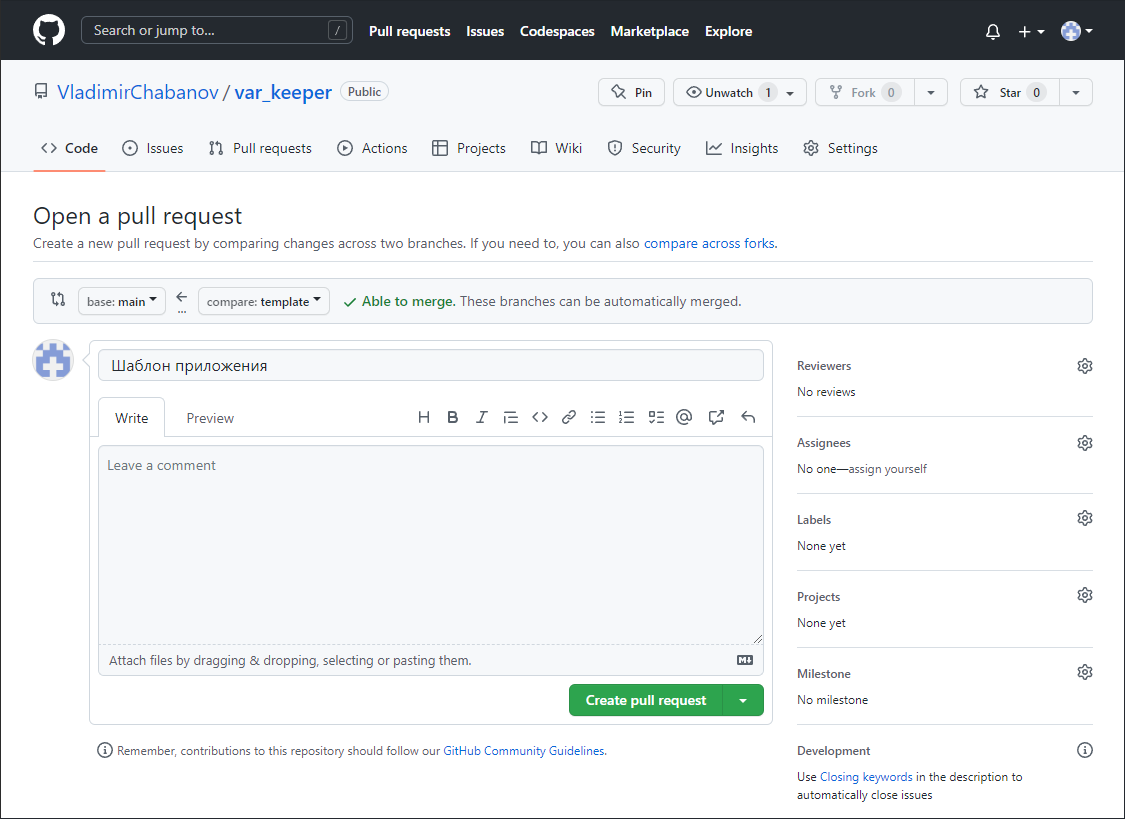 Search or jump to... /
Pull requests Issues Codespaces Marketplace Explore
VladimirChabanov / var_keeper Public
Pin Unwatch 1 Fork 0 Star 0
Code Issues Pull requests Actions Projects Wiki Security Insights Settings
Open a pull request
Create a new pull request by comparing changes across two branches. If you need to, you can also compare across forks.
base: main ... compare: template Able to merge. These branches can be automatically merged.
Шаблон приложения
Write Preview
Leave a comment
Attach files by dragging & dropping, selecting or pasting them.
Create pull request
Remember, contributions to this repository should follow our GitHub Community Guidelines.
Reviewers
No reviews
Assignees
No one—assign yourself
Labels
None yet
Projects
None yet
Milestone
No milestone
Development
Use Closing keywords in the description to
automatically close issues